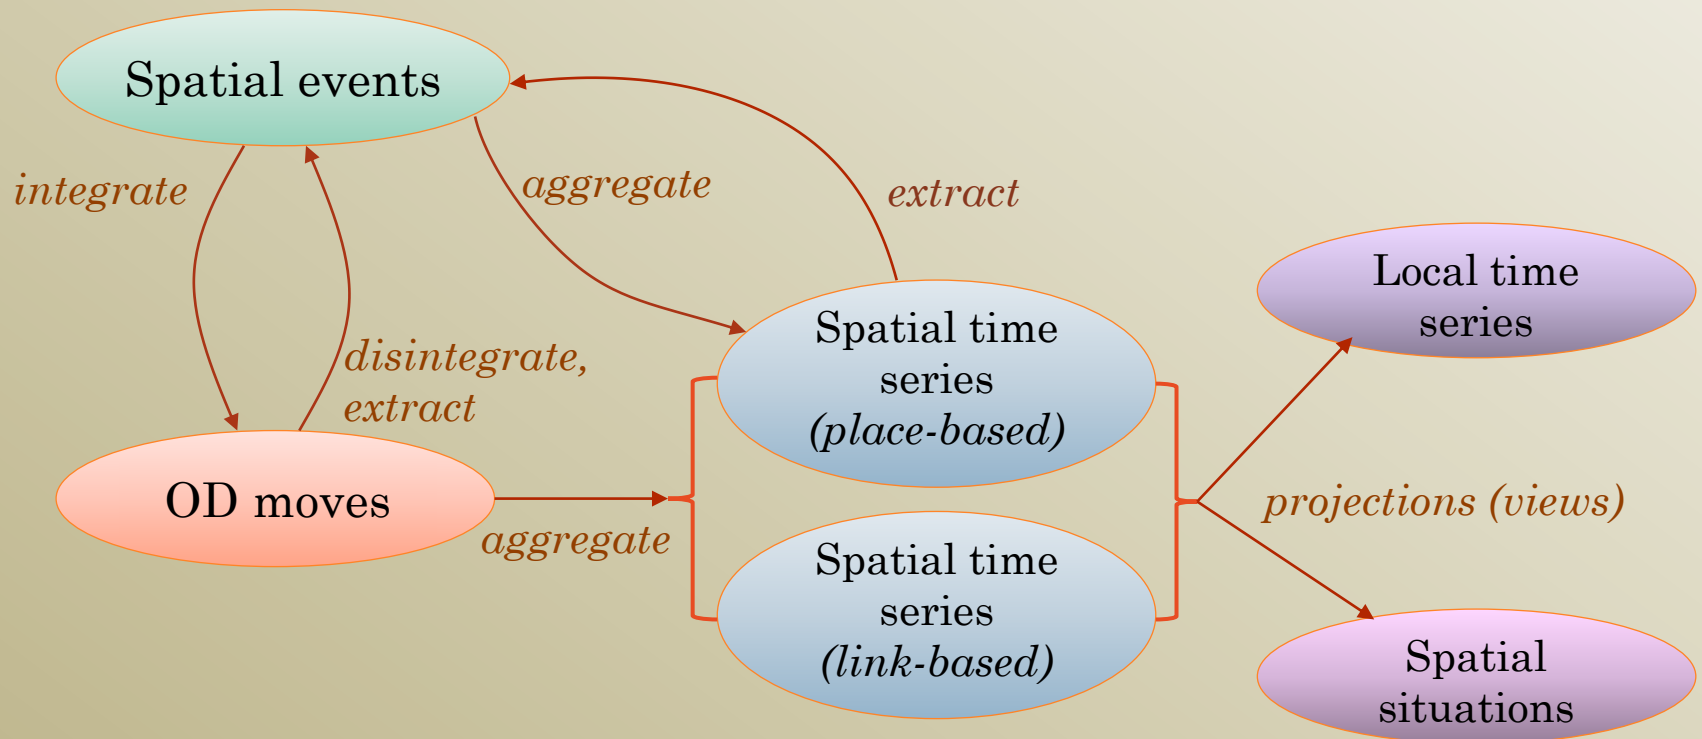 Spatial events
integrate
aggregate
extract
disintegrate,
extract
OD moves
aggregate
Spatial time
series
(place-based)
Spatial time
series
(link-based)
Local time
series
projections (views)
Spatial
situations